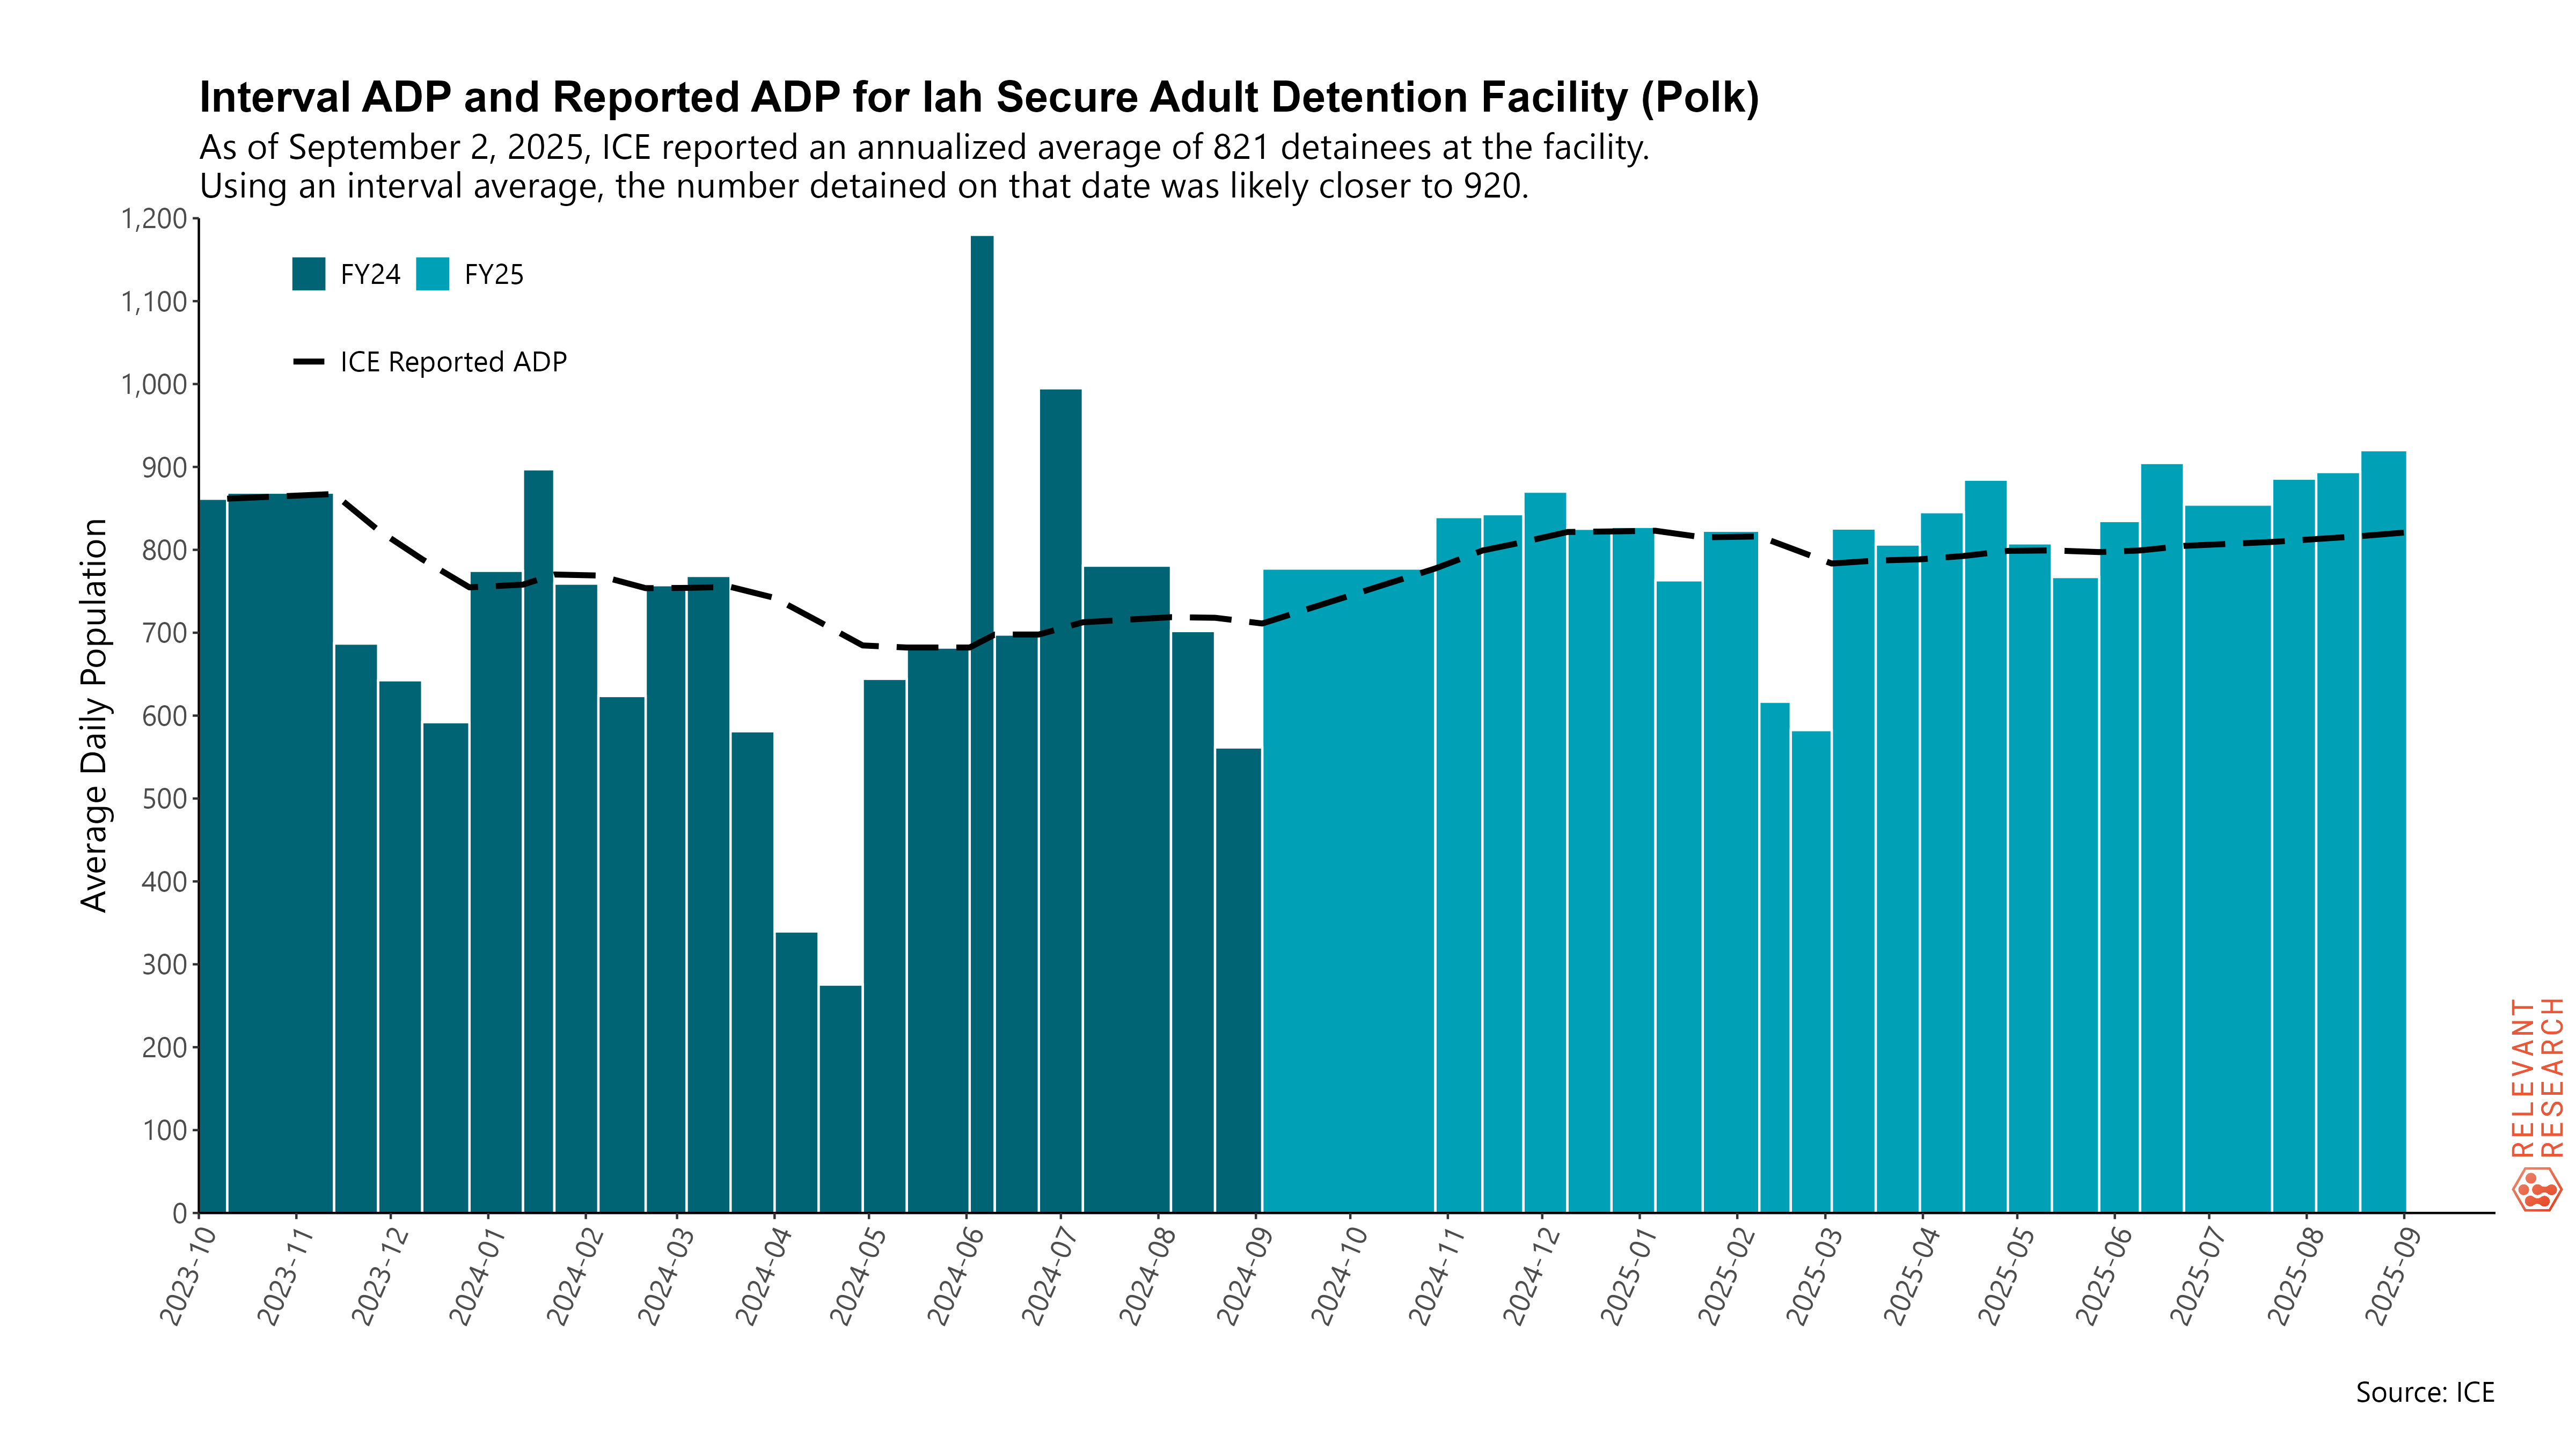 Interval ADP and Reported ADP for Iah Secure Adult Detention Facility (Polk)
As of September 2, 2025, ICE reported an annualized average of 821 detainees at the facility.
Using an interval average, the number detained on that date was likely closer to 920.
FY24 FY25
ICE Reported ADP
Average Daily Population
1,200
1,100
1,000
900
800
700
600
500
400
300
200
100
0
2023-10 2023-11 2023-12 2024-01 2024-02 2024-03 2024-04 2024-05 2024-06 2024-07 2024-08 2024-09 2024-10 2024-11 2024-12 2025-01 2025-02 2025-03 2025-04 2025-05 2025-06 2025-07 2025-08 2025-09
RELEVANT
RESEARCH
Source: ICE